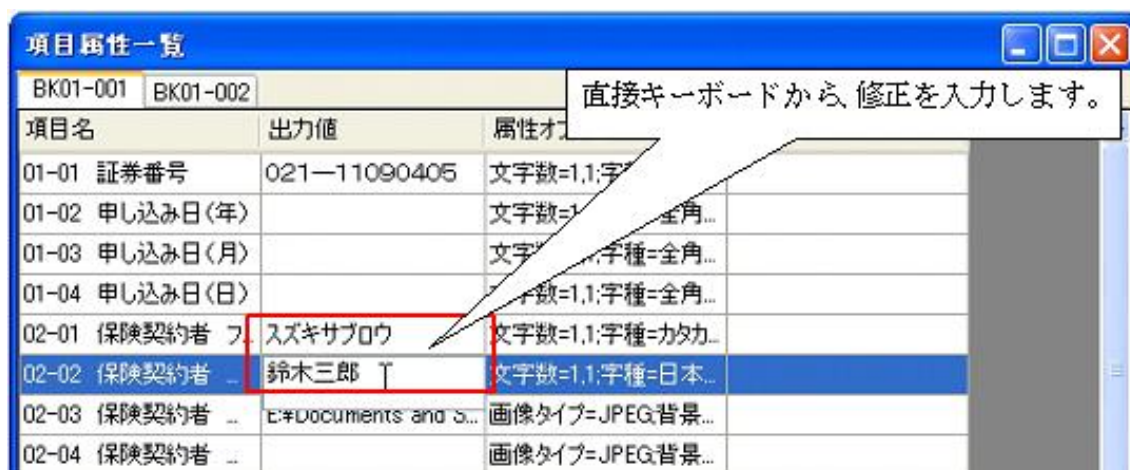 項目属性一覧
BK01-001 BK01-002
直接キーボードから、修正を入力します。
項目名 出力値 属性オプ
01-01 証券番号 021―11090405 文字数=1,1;字種
01-02 申し込み日(年) 文字数=1 全角...
01-03 申し込み日(月) 文字数 字種=全角...
01-04 申し込み日(日) 文字数=1,1;字種=全角...
02-01 保険契約者 フ スズキサブロウ 文字数=1,1;字種=カタカ...
02-02 保険契約者 ... 鈴木三郎 文字数=1,1;字種=日本...
02-03 保険契約者 ... E:¥Documents and S... 画像タイプ=JPEG;背景...
02-04 保険契約者 ... 画像タイプ=JPEG;背景...